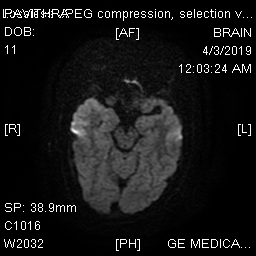 JPEG compression, selection v...
DOB:
[AF]
BRAIN
11
4/3/2019
12:03:24 AM
[R]
[L]
SP: 38.9mm
C1016
W2032
[PH]
GE MEDICA...